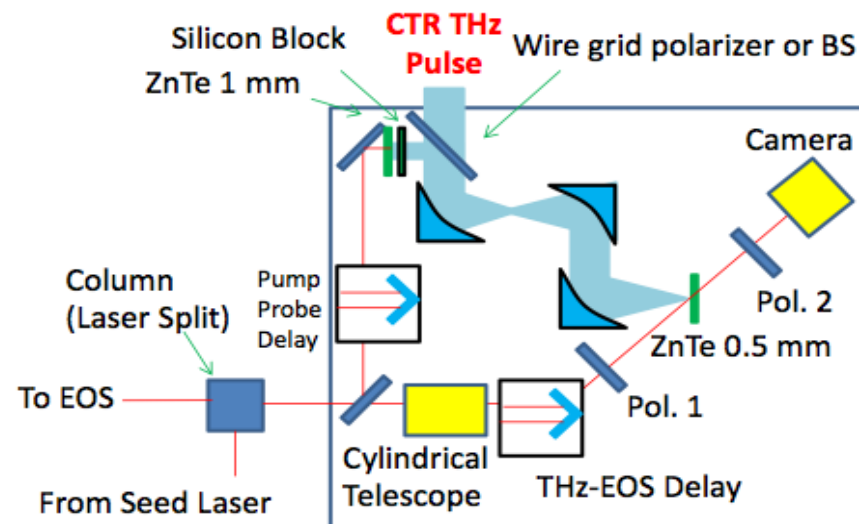 CTR THz
Pulse
Silicon Block
ZnTe 1 mm
Wire grid polarizer or BS
Camera
Column
(Laser Split)
Pump
Probe
Delay
Pol. 2
ZnTe 0.5 mm
Pol. 1
To EOS
From Seed Laser
Cylindrical
Telescope
THz-EOS Delay